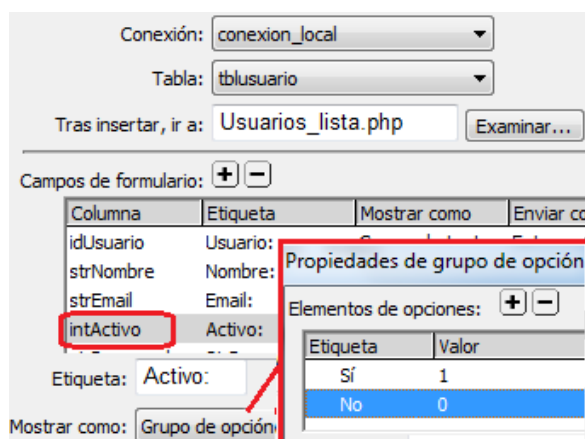 Conexión: conexion_local
Tabla: tblusuario
Tras insertar, ir a: Usuarios_lista.php Examinar...
Campos de formulario: + −
Columna Etiqueta Mostrar como Enviar co
idUsuario Usuario:
strNombre Nombre:
strEmail Email:
intActivo Activo:
Etiqueta: Activo:
Mostrar como: Grupo de opción
Propiedades de grupo de opción
Elementos de opciones: + −
Etiqueta Valor
Sí 1
No 0